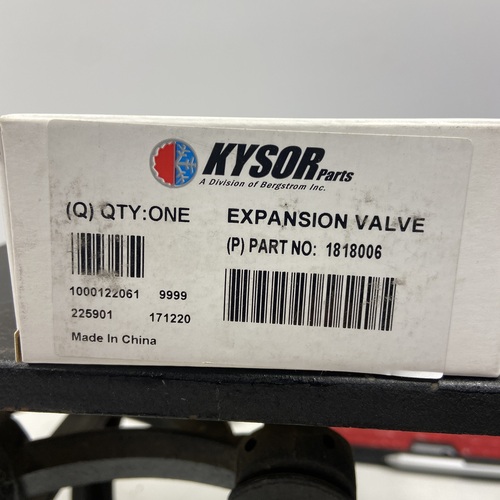 KYSOR Parts
A Division of Bergstrom Inc.
(Q) QTY:ONE
EXPANSION VALVE
(P) PART NO: 1818006
1000122061 9999
225901 171220
Made In China